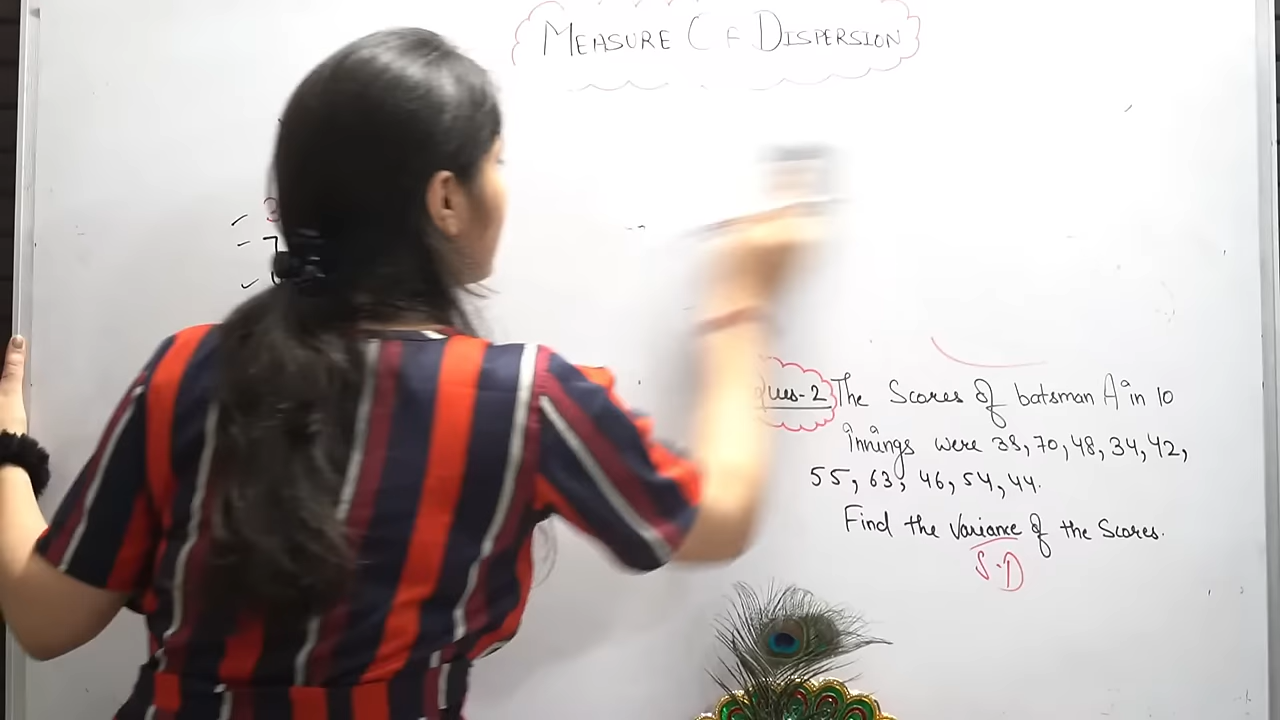 MEASURE OF DISPERSION
Ques-2 The Scores of batsman A in 10
innings were 38, 70, 48, 34, 42,
55, 63, 46, 54, 44.
Find the variance of the Scores.
S.D